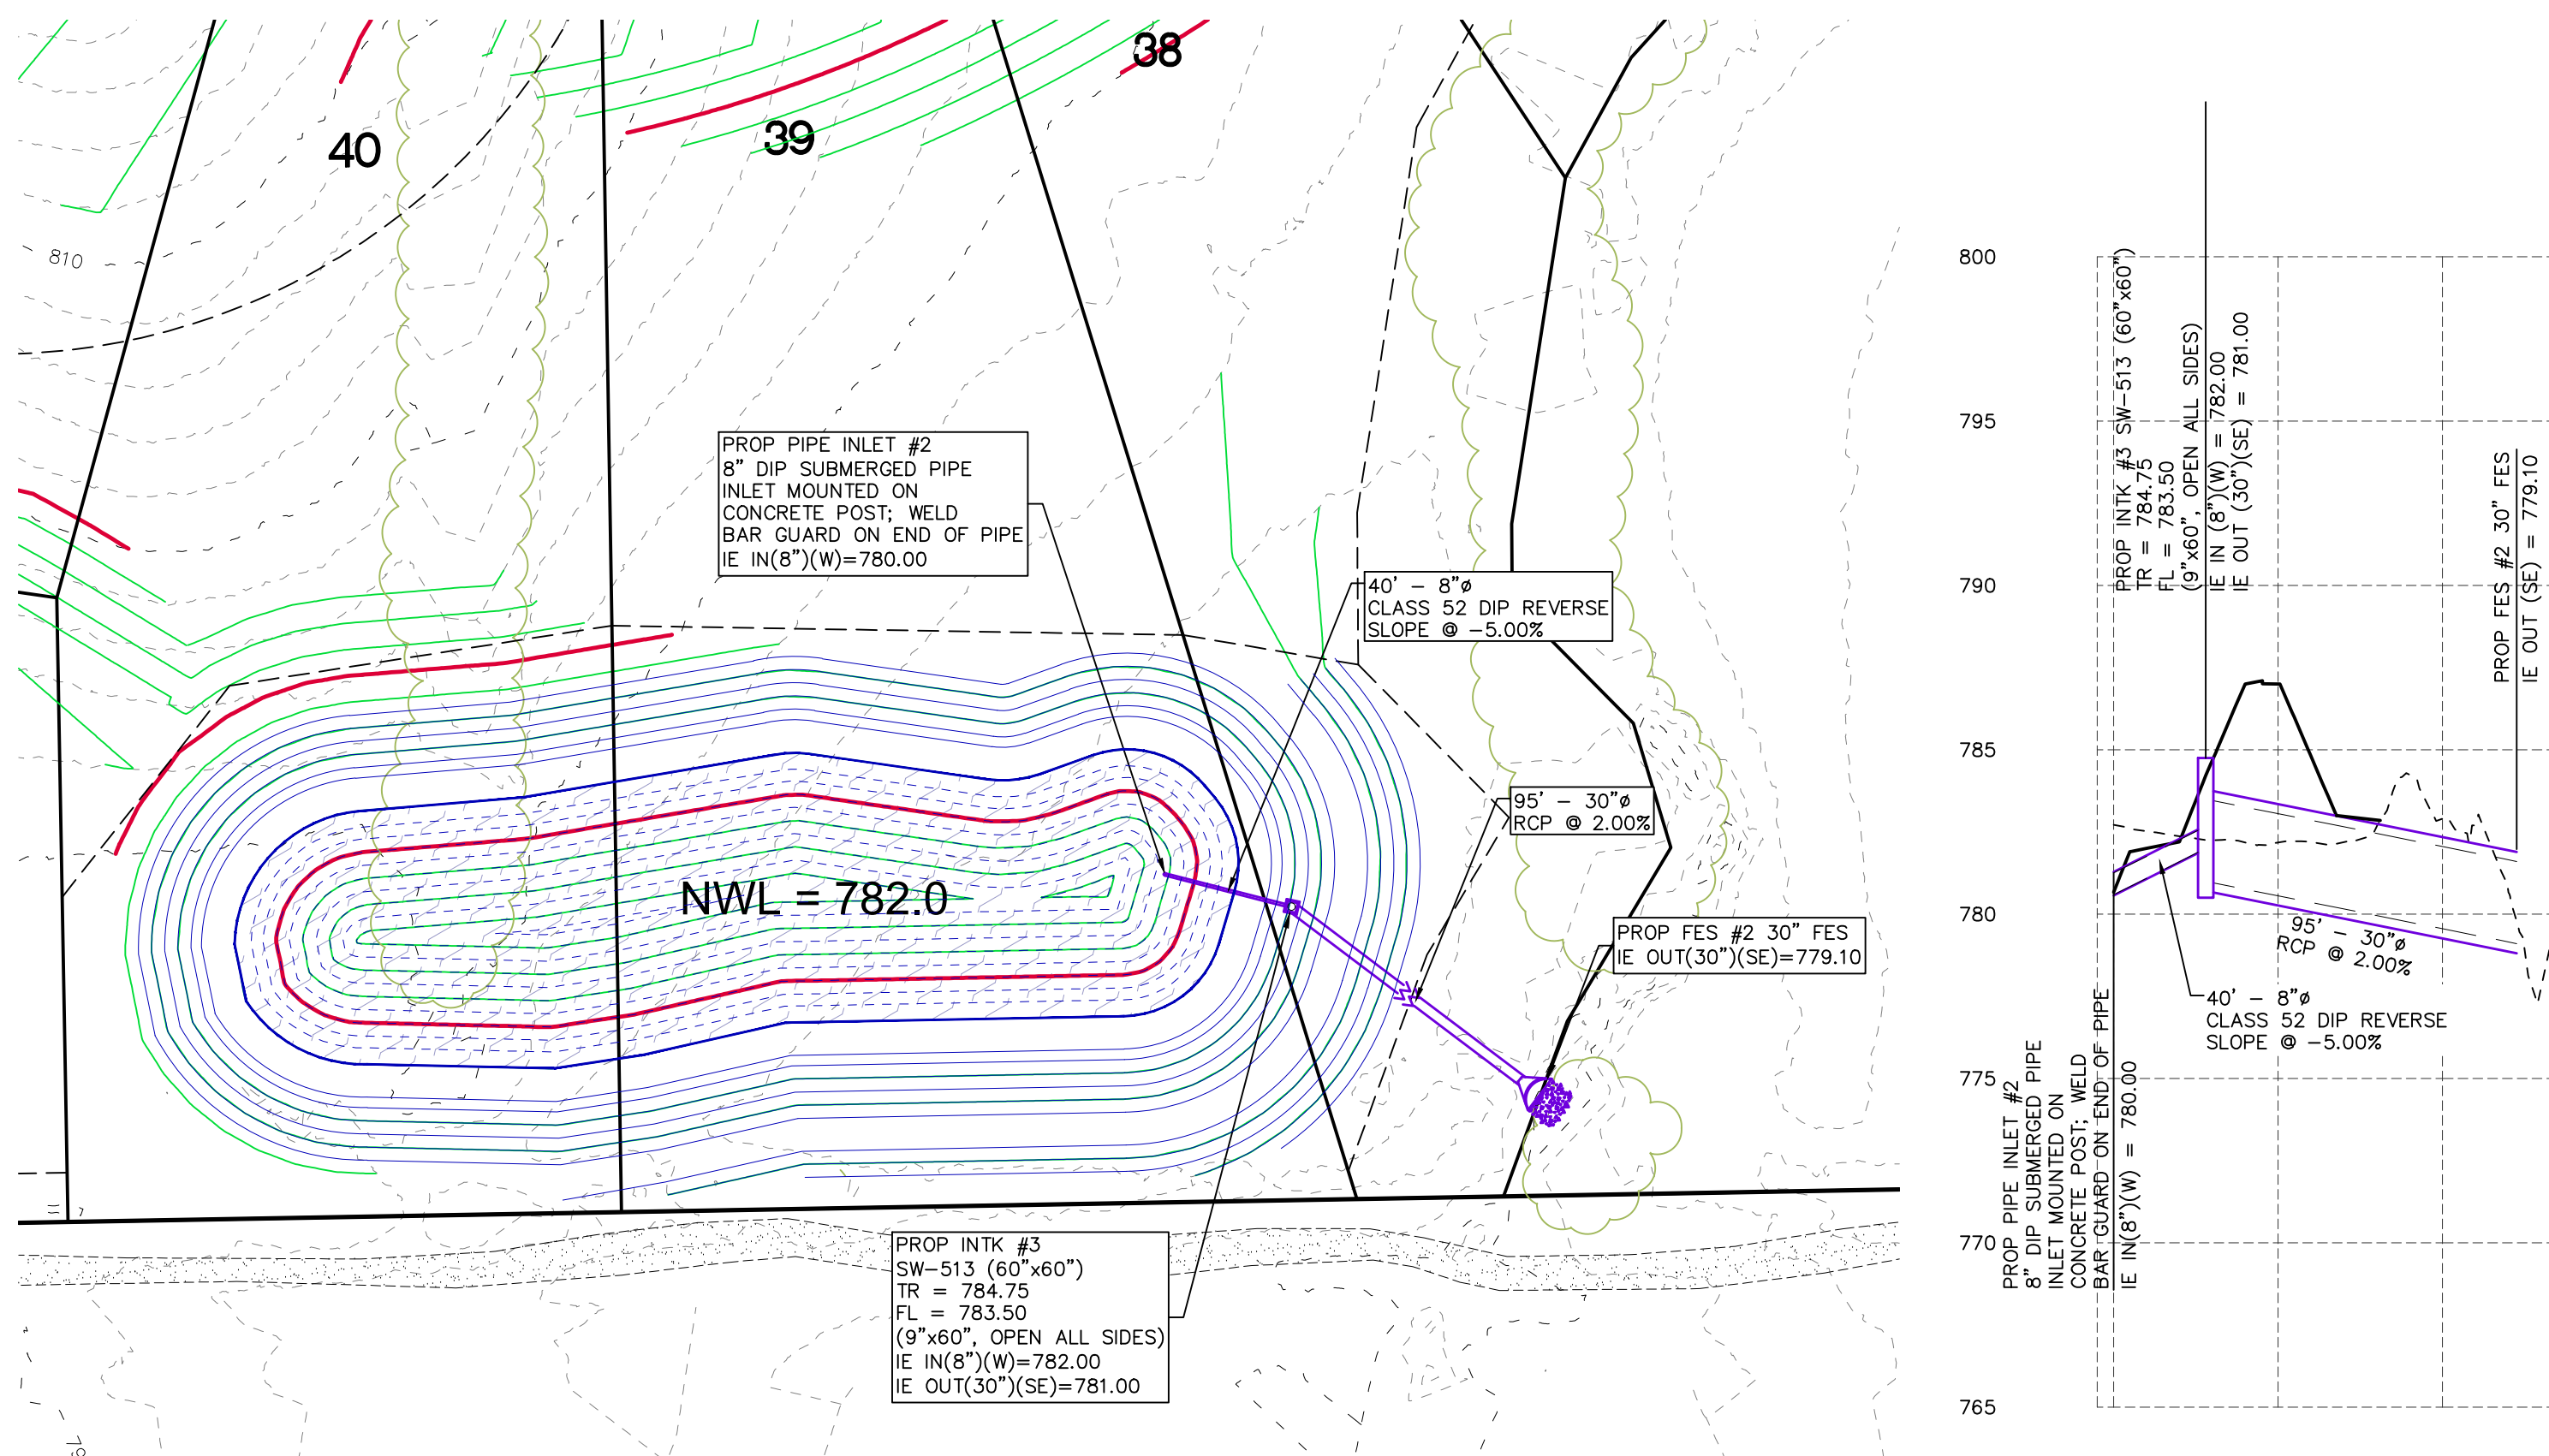 38
40
39
810
PROP PIPE INLET #2
8" DIP SUBMERGED PIPE
INLET MOUNTED ON
CONCRETE POST; WELD
BAR GUARD ON END OF PIPE
IE IN(8")(W)=780.00
40' - 8"ø
CLASS 52 DIP REVERSE
SLOPE @ -5.00%
95' - 30"ø
RCP @ 2.00%
NWL = 782.0
PROP FES #2 30" FES
IE OUT(30")(SE)=779.10
PROP INTK #3
SW-513 (60"x60")
TR = 784.75
FL = 783.50
(9"x60", OPEN ALL SIDES)
IE IN(8")(W)=782.00
IE OUT(30")(SE)=781.00
800
795
790
785
780
775
770
765
PROP INTK #3 SW-513 (60"x60")
TR = 784.75
FL = 783.50
(9"x60", OPEN ALL SIDES)
IE IN (8")(W) = 782.00
IE OUT (30")(SE) = 781.00
PROP FES #2 30" FES
IE OUT (SE) = 779.10
95' - 30"ø
RCP @ 2.00%
40' - 8"ø
CLASS 52 DIP REVERSE
SLOPE @ -5.00%
PROP PIPE INLET #2
8" DIP SUBMERGED PIPE
INLET MOUNTED ON
CONCRETE POST; WELD
BAR GUARD ON END OF PIPE
IE IN(8")(W) = 780.00